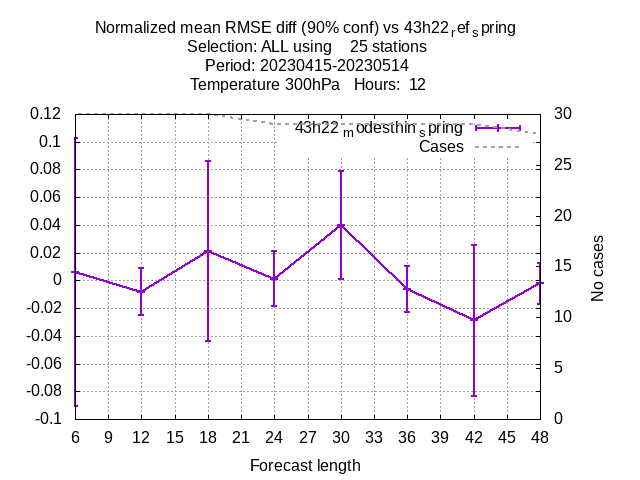 Normalized mean RMSE diff (90% conf) vs 43h22refspring
Selection: ALL using 25 stations
Period: 20230415-20230514
Temperature 300hPa Hours: 12
43h22modesthinspring
Cases
0.12
0.1
0.08
0.06
0.04
0.02
0
-0.02
-0.04
-0.06
-0.08
-0.1
30
25
20
15
10
5
0
No cases
6 9 12 15 18 21 24 27 30 33 36 39 42 45 48
Forecast length